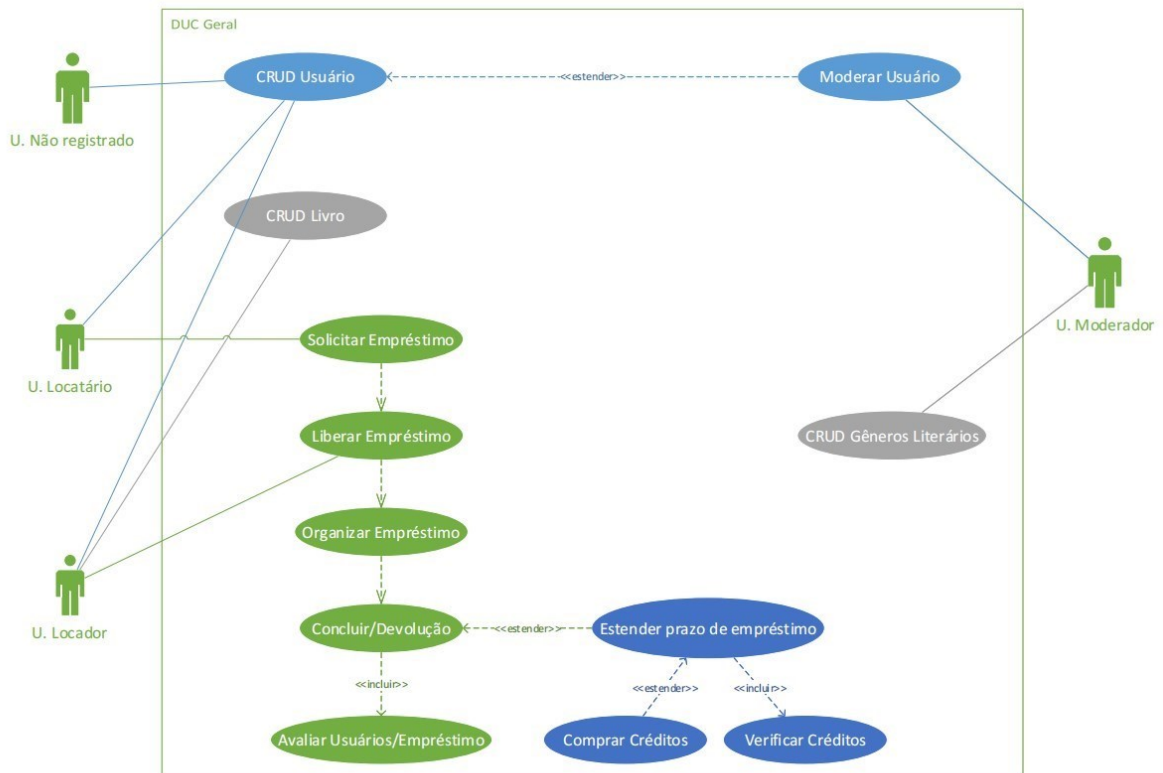 DUC Geral
CRUD Usuário
<<estender>>
Moderar Usuário
U. Não registrado
CRUD Livro
U. Moderador
Solicitar Empréstimo
U. Locatário
Liberar Empréstimo
CRUD Gêneros Literários
Organizar Empréstimo
Concluir/Devolução
<<estender>>
Estender prazo de empréstimo
U. Locador
<<incluir>>
<<estender>>
<<incluir>>
Avaliar Usuários/Empréstimo
Comprar Créditos
Verificar Créditos